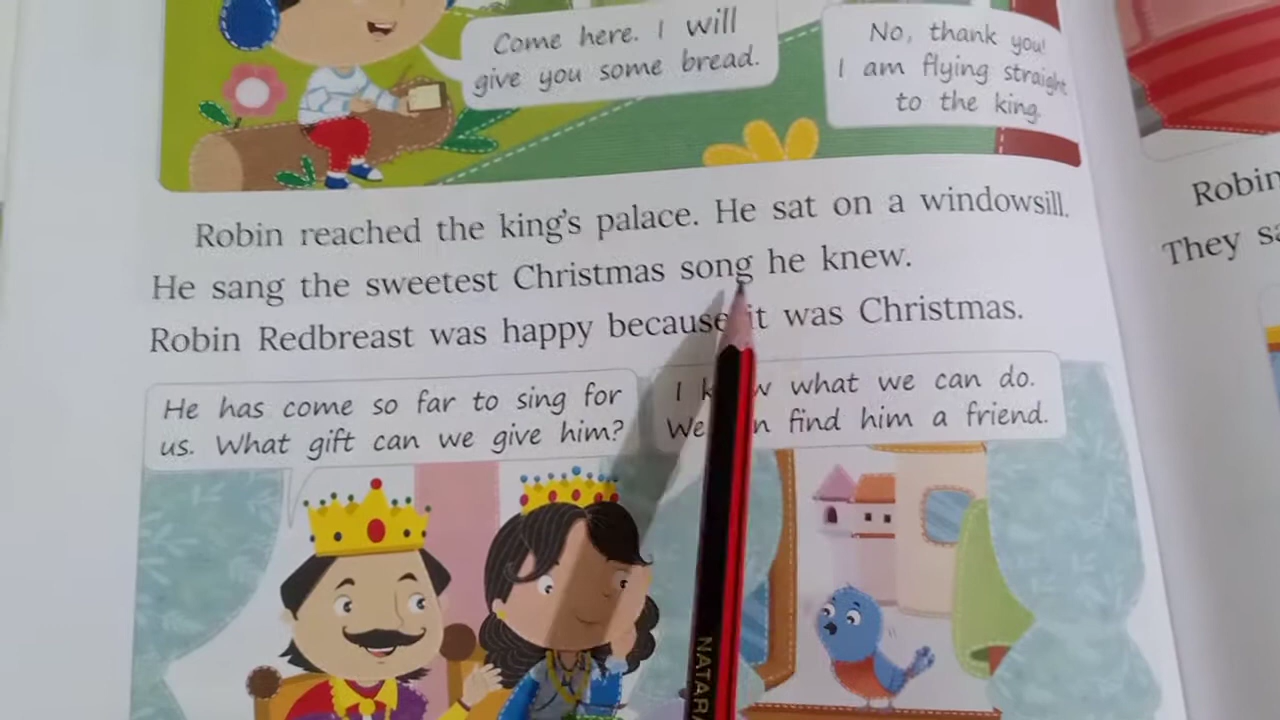 Come here. I will
give you some bread.
No, thank you!
I am flying straight
to the king.
Robin reached the king's palace. He sat on a windowsill.
He sang the sweetest Christmas song he knew.
Robin Redbreast was happy because it was Christmas.
He has come so far to sing for
us. What gift can we give him?
I what we can do.
We find him a friend.
Robin
They
NATAR